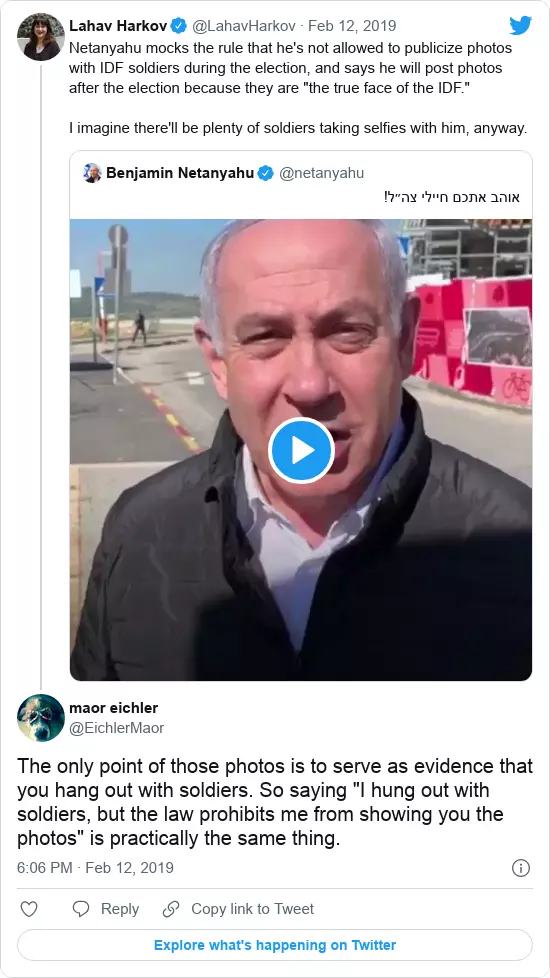 Lahav Harkov @LahavHarkov · Feb 12, 2019
Netanyahu mocks the rule that he's not allowed to publicize photos
with IDF soldiers during the election, and says he will post photos
after the election because they are "the true face of the IDF."
I imagine there'll be plenty of soldiers taking selfies with him, anyway.
Benjamin Netanyahu @netanyahu
אוהב אתכם חיילי צה״ל!
maor eichler
@EichlerMaor
The only point of those photos is to serve as evidence that
you hang out with soldiers. So saying "I hung out with
soldiers, but the law prohibits me from showing you the
photos" is practically the same thing.
6:06 PM · Feb 12, 2019
Reply
Copy link to Tweet
Explore what's happening on Twitter